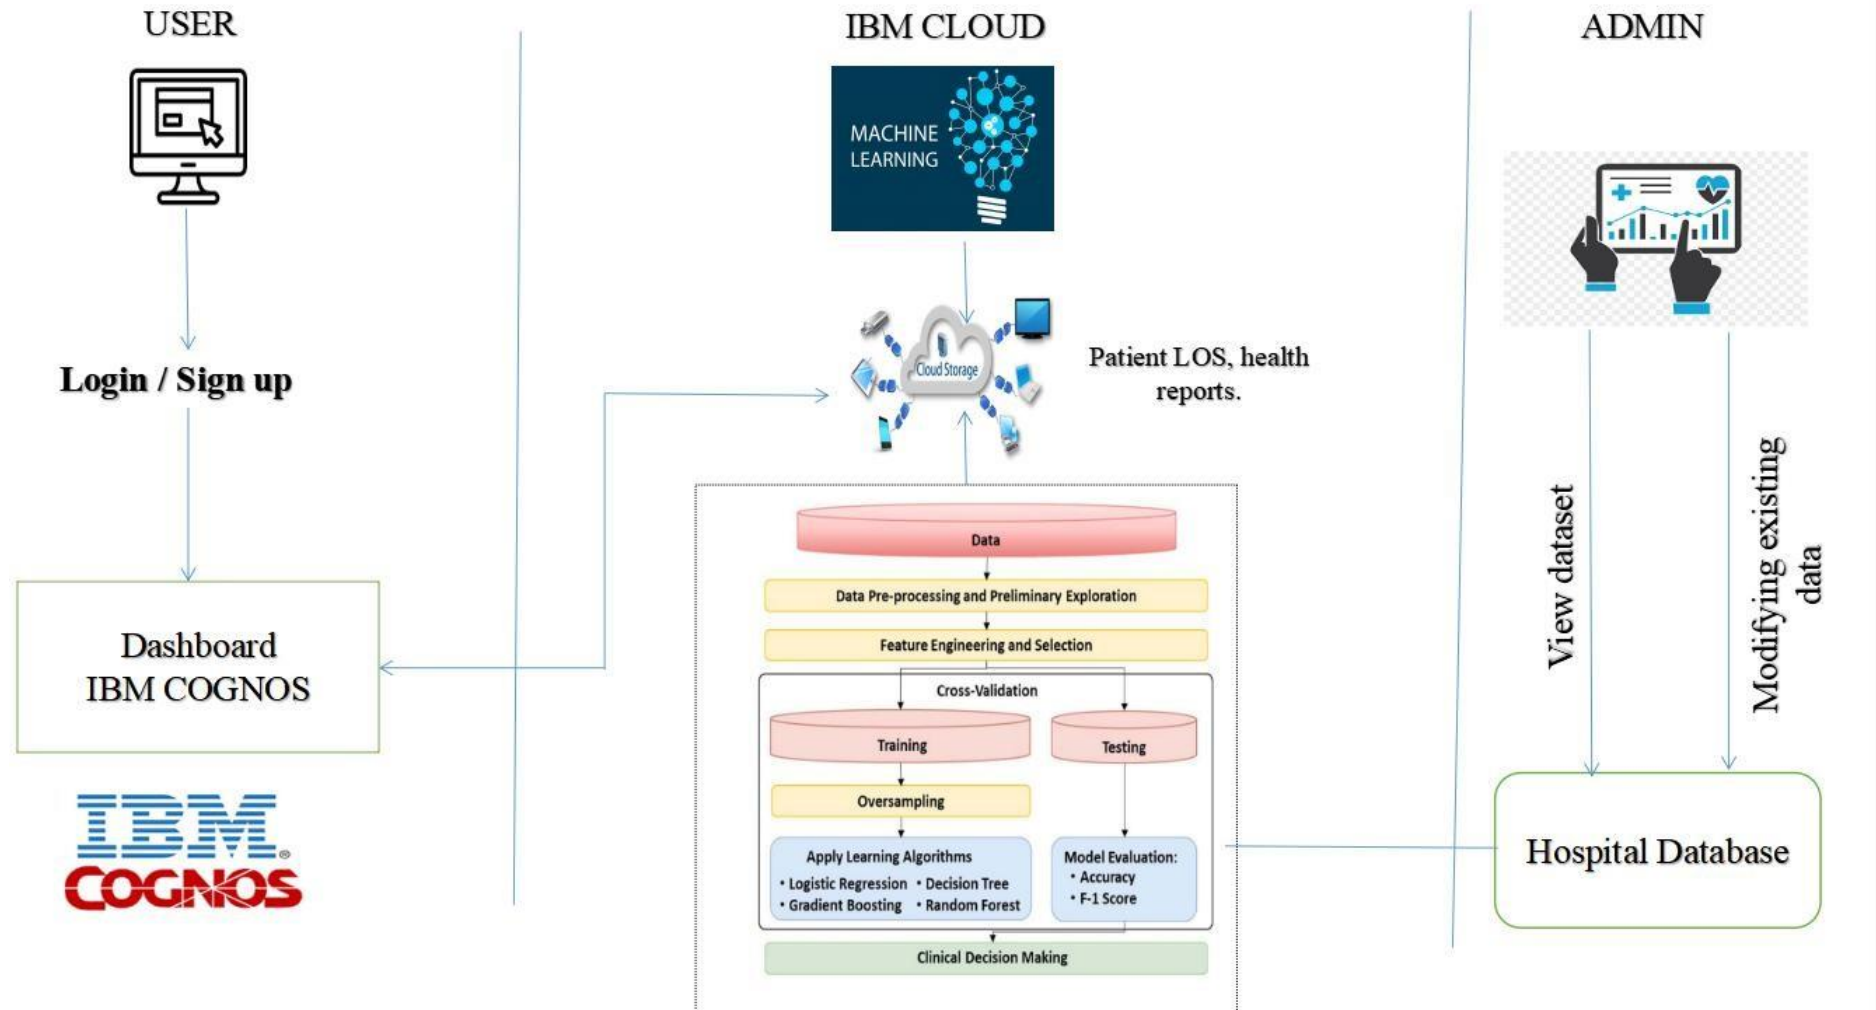 USER
Login / Sign up
Dashboard
IBM COGNOS
IBM®
COGNOS
IBM CLOUD
MACHINE
LEARNING
Cloud Storage
Patient LOS, health
reports.
Data
Data Pre-processing and Preliminary Exploration
Feature Engineering and Selection
Cross-Validation
Training
Testing
Oversampling
Apply Learning Algorithms
• Logistic Regression • Decision Tree
• Gradient Boosting • Random Forest
Model Evaluation:
• Accuracy
• F-1 Score
Clinical Decision Making
ADMIN
View dataset
Modifying existing
data
Hospital Database